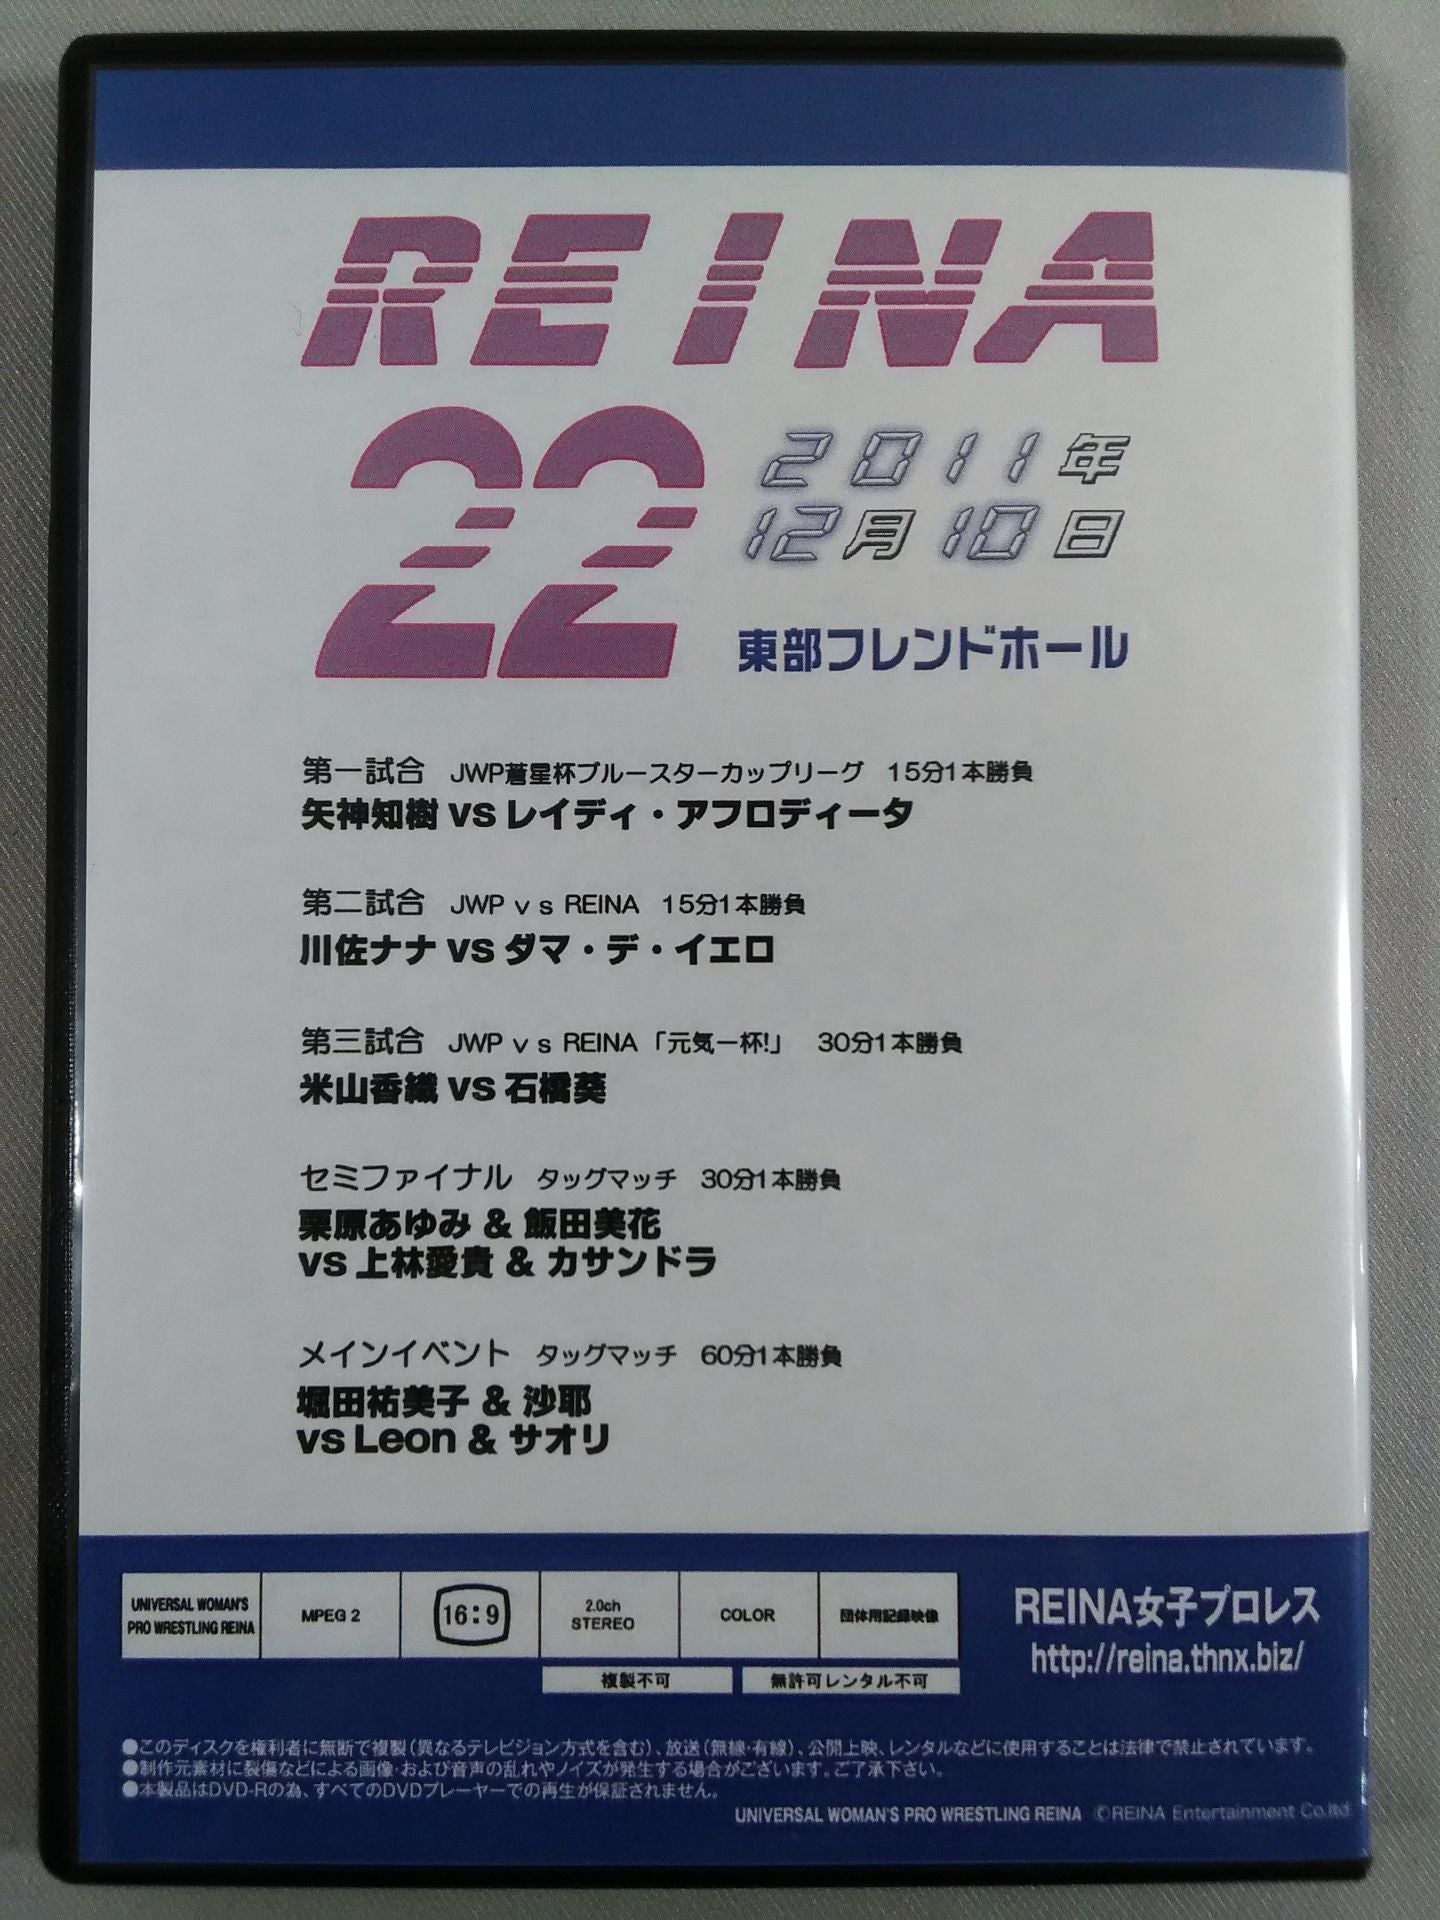 REINA
22
2011年
12月10日
東部フレンドホール
第一試合 JWP蒼星杯ブルースターカップリーグ 15分1本勝負
矢神知樹 vs レイディ・アフロディータ
第二試合 JWP vs REINA 15分1本勝負
川佐ナナ vs ダマ・デ・イエロ
第三試合 JWP vs REINA 「元気一杯!」 30分1本勝負
米山香織 vs 石橋葵
セミファイナル タッグマッチ 30分1本勝負
栗原あゆみ & 飯田美花
vs 上林愛貴 & カサンドラ
メインイベント タッグマッチ 60分1本勝負
堀田祐美子 & 沙耶
vs Leon & サオリ
UNIVERSAL WOMAN'S
PRO WRESTLING REINA
MPEG 2
16:9
2.0ch
STEREO
COLOR
団体用記録映像
複製不可
無許可レンタル不可
REINA女子プロレス
http://reina.thnx.biz/
●このディスクを権利者に無断で複製(異なるテレビジョン方式を含む)、放送(無線・有線)、公開上映、レンタルなどに使用することは法律で禁止されています。
●制作元素材に裂傷などによる画像・および音声の乱れやノイズが発生する場合がございます。ご了承下さい。
●本製品はDVD-Rの為、すべてのDVDプレーヤーでの再生が保証されません。
UNIVERSAL WOMAN'S PRO WRESTLING REINA ©REINA Entertainment Co.ltd